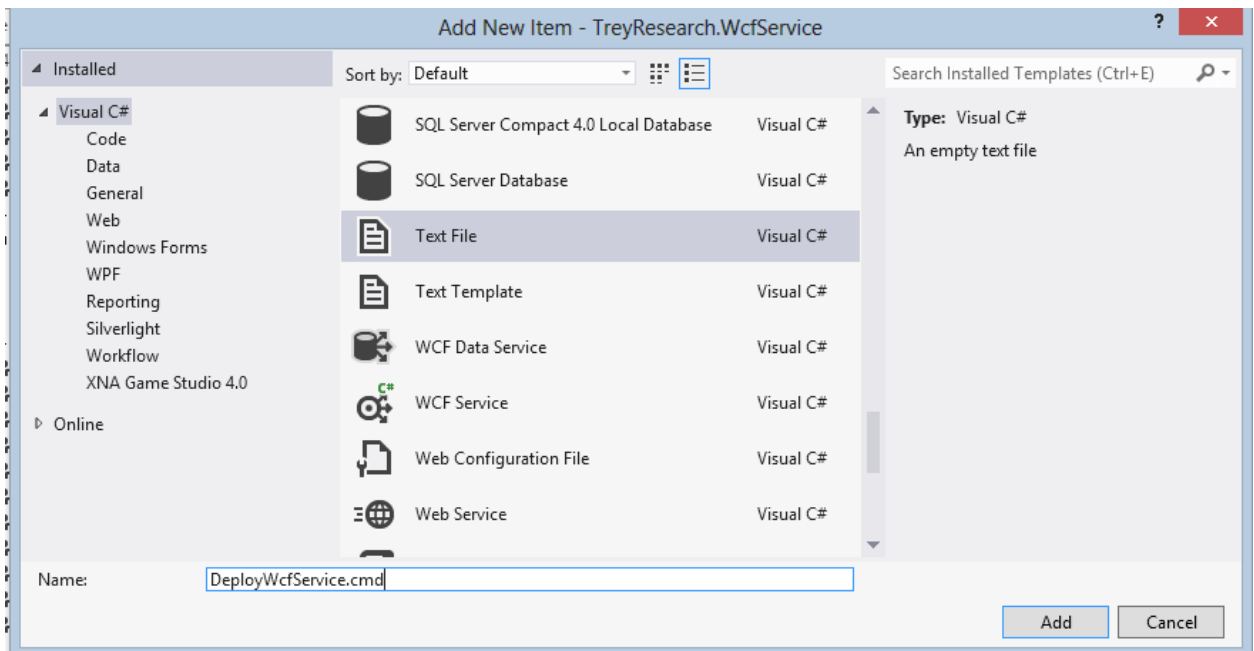 Add New Item - TreyResearch.WcfService
?
Installed
Sort by: Default
Search Installed Templates (Ctrl+E)
Visual C#
Code
Data
General
Web
Windows Forms
WPF
Reporting
Silverlight
Workflow
XNA Game Studio 4.0
Online
SQL Server Compact 4.0 Local Database Visual C#
SQL Server Database Visual C#
Text File Visual C#
Text Template Visual C#
WCF Data Service Visual C#
C#
WCF Service Visual C#
Web Configuration File Visual C#
Web Service Visual C#
Type: Visual C#
An empty text file
Name: DeployWcfService.cmd
Add Cancel